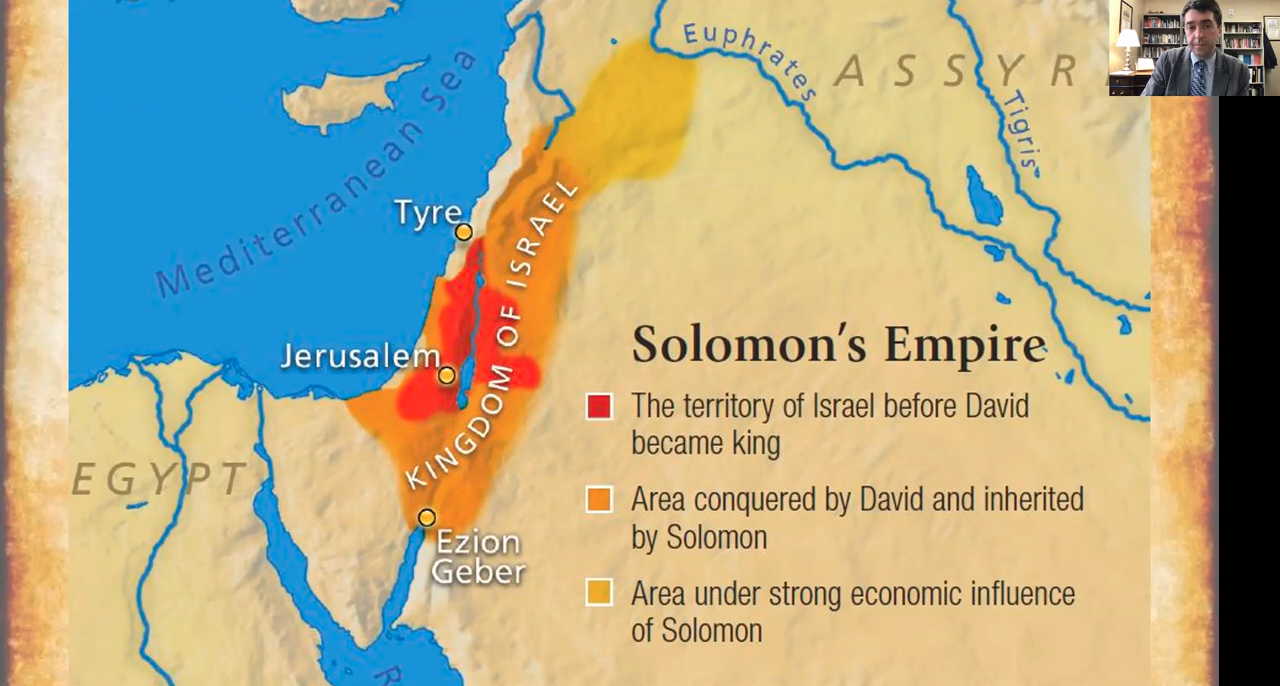 Euphrates
ASSYR
Tigris
Mediterranean Sea
Tyre
KINGDOM OF ISRAEL
Jerusalem
Solomon's Empire
The territory of Israel before David
became king
EGYPT
Area conquered by David and inherited
by Solomon
Ezion
Geber
Area under strong economic influence
of Solomon
R